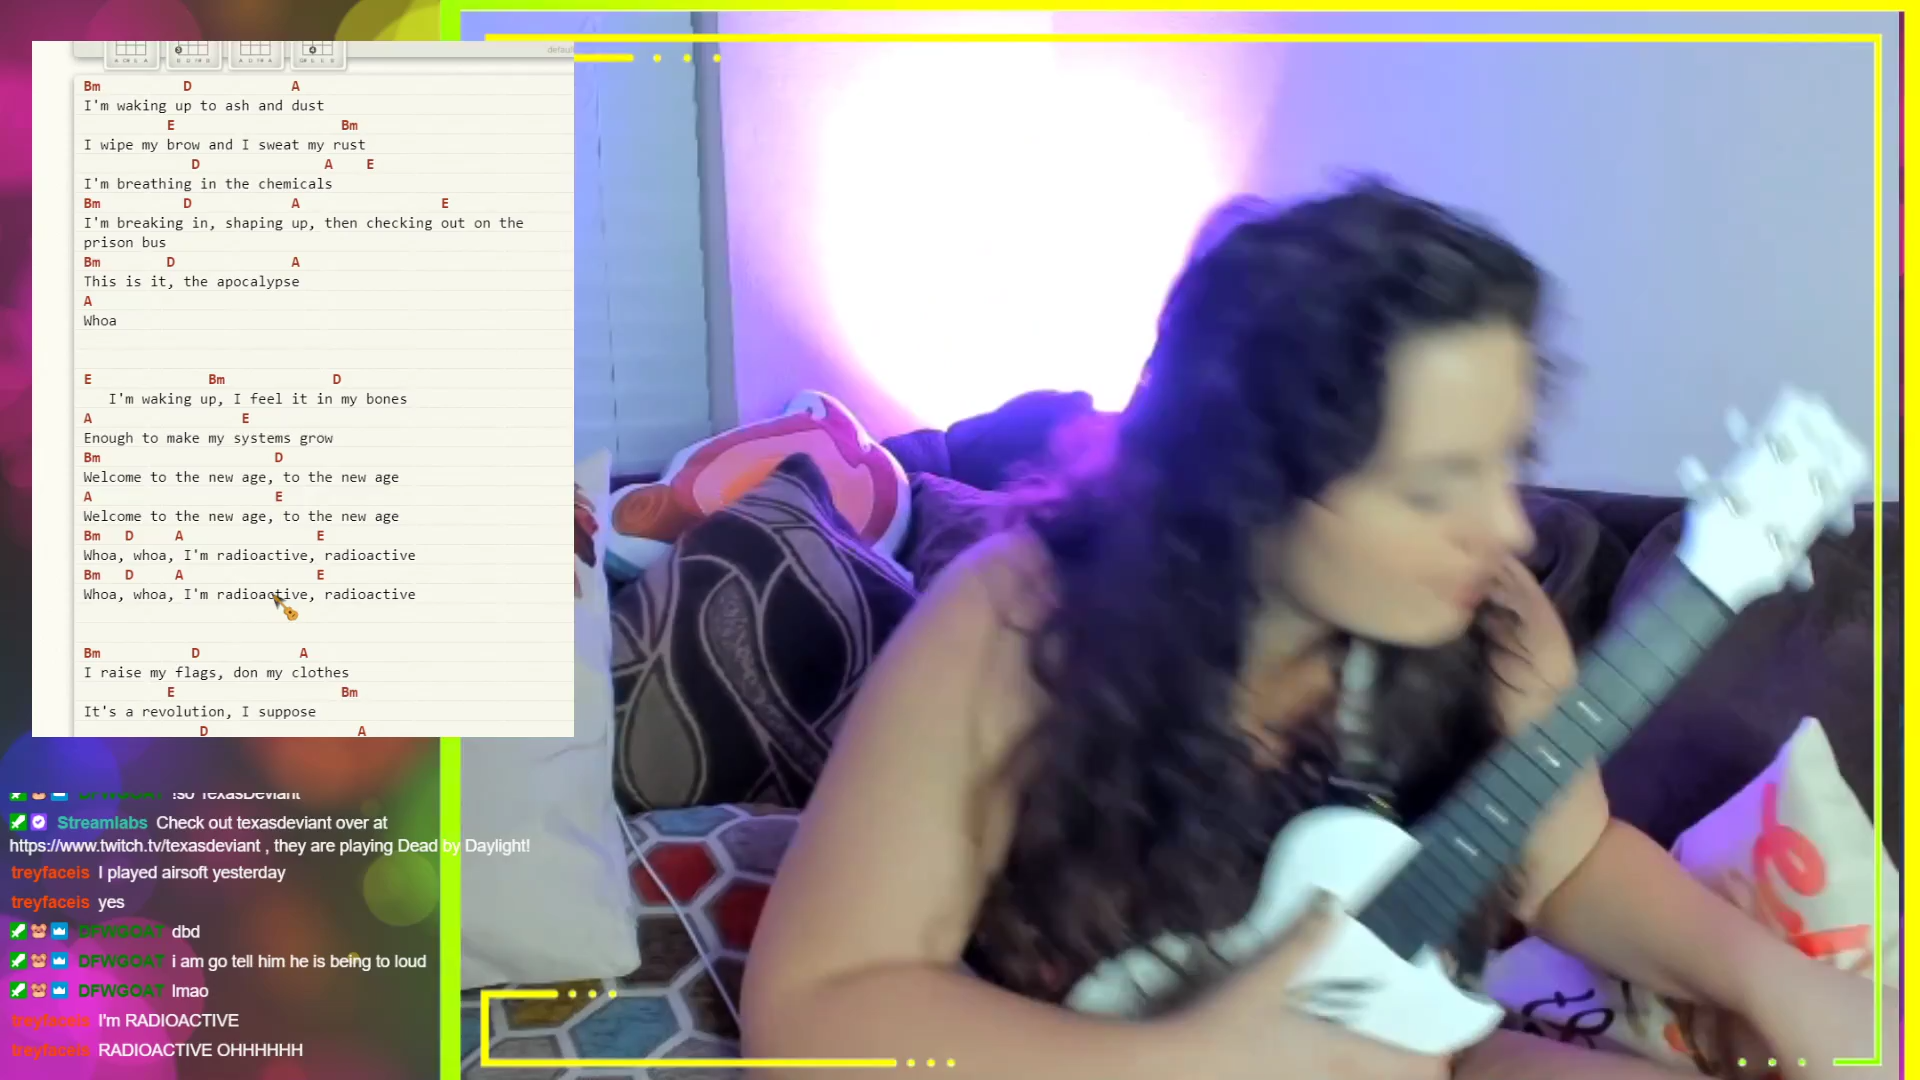 default
Bm D A
I'm waking up to ash and dust
E Bm
I wipe my brow and I sweat my rust
D A E
I'm breathing in the chemicals
Bm D A E
I'm breaking in, shaping up, then checking out on the
prison bus
Bm D A
This is it, the apocalypse
A
Whoa
E Bm D
I'm waking up, I feel it in my bones
A E
Enough to make my systems grow
Bm D
Welcome to the new age, to the new age
A E
Welcome to the new age, to the new age
Bm D A E
Whoa, whoa, I'm radioactive, radioactive
Bm D A E
Whoa, whoa, I'm radioactive, radioactive
Bm D A
I raise my flags, don my clothes
E Bm
It's a revolution, I suppose
D A
DFWGOAT !so TexasDeviant
Streamlabs Check out texasdeviant over at
https://www.twitch.tv/texasdeviant , they are playing Dead by Daylight!
treyfaceis I played airsoft yesterday
treyfaceis yes
DFWGOAT dbd
DFWGOAT i am go tell him he is being to loud
DFWGOAT lmao
treyfaceis I'm RADIOACTIVE
treyfaceis RADIOACTIVE OHHHHHH